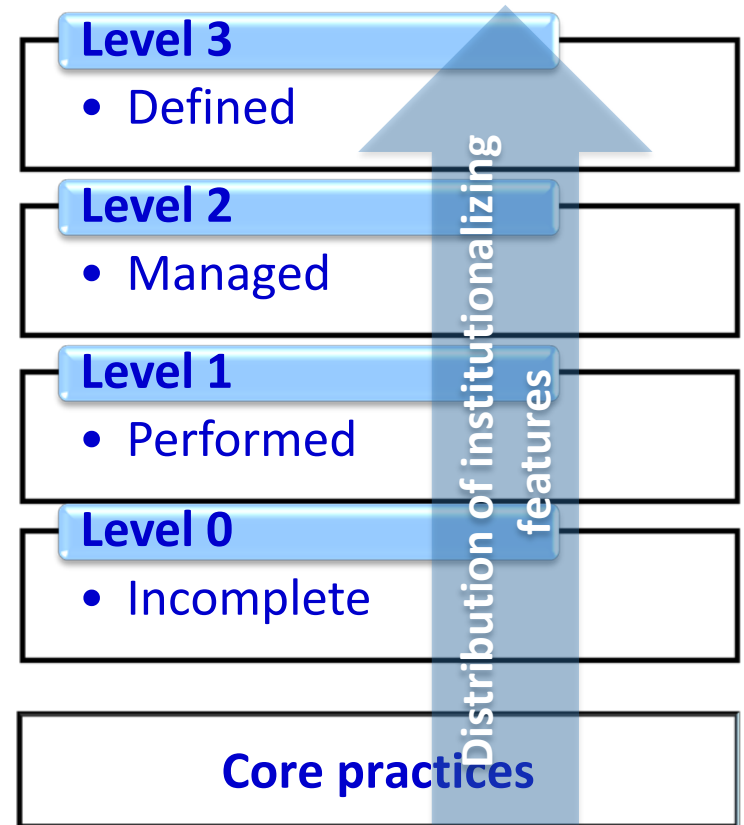 Level 3
• Defined
Level 2
• Managed
Level 1
• Performed
Level 0
• Incomplete
Core practices
Distribution of institutionalizing
features